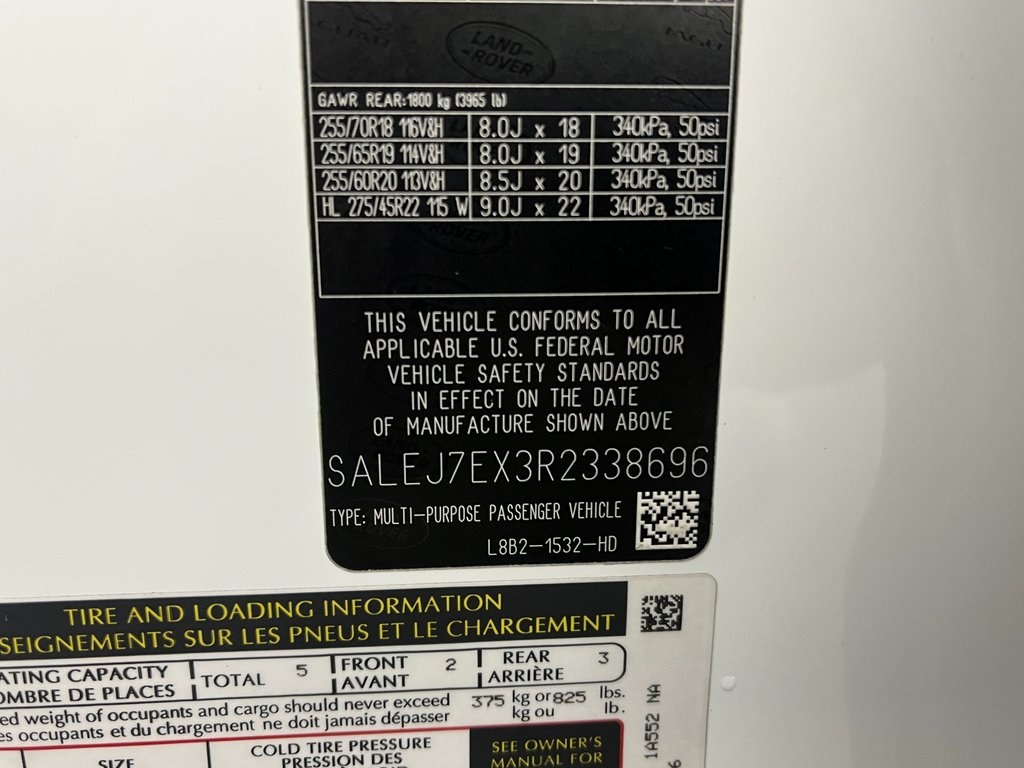 LAND-
-ROVER
GAWR REAR:1800 kg (3965 lb)
255/70R18 116V&H 8.0J x 18 340kPa, 50psi
255/65R19 114V&H 8.0J x 19 340kPa, 50psi
255/60R20 113V&H 8.5J x 20 340kPa, 50psi
HL 275/45R22 115 W 9.0J x 22 340kPa, 50psi
ROVER
THIS VEHICLE CONFORMS TO ALL
APPLICABLE U.S. FEDERAL MOTOR
VEHICLE SAFETY STANDARDS
IN EFFECT ON THE DATE
OF MANUFACTURE SHOWN ABOVE
SALEJ7EX3R2338696
TYPE: MULTI-PURPOSE PASSENGER VEHICLE
L8B2-1532-HD
TIRE AND LOADING INFORMATION
SEIGNEMENTS SUR LES PNEUS ET LE CHARGEMENT
ATING CAPACITY TOTAL 5 FRONT 2 REAR 3
OMBRE DE PLACES AVANT ARRIÈRE
ed weight of occupants and cargo should never exceed 375 kg or 825 lbs.
es occupants et du chargement ne doit jamais dépasser kg ou lb.
SIZE COLD TIRE PRESSURE SEE OWNER'S
PRESSION DES MANUAL FOR
1A552 NA
6